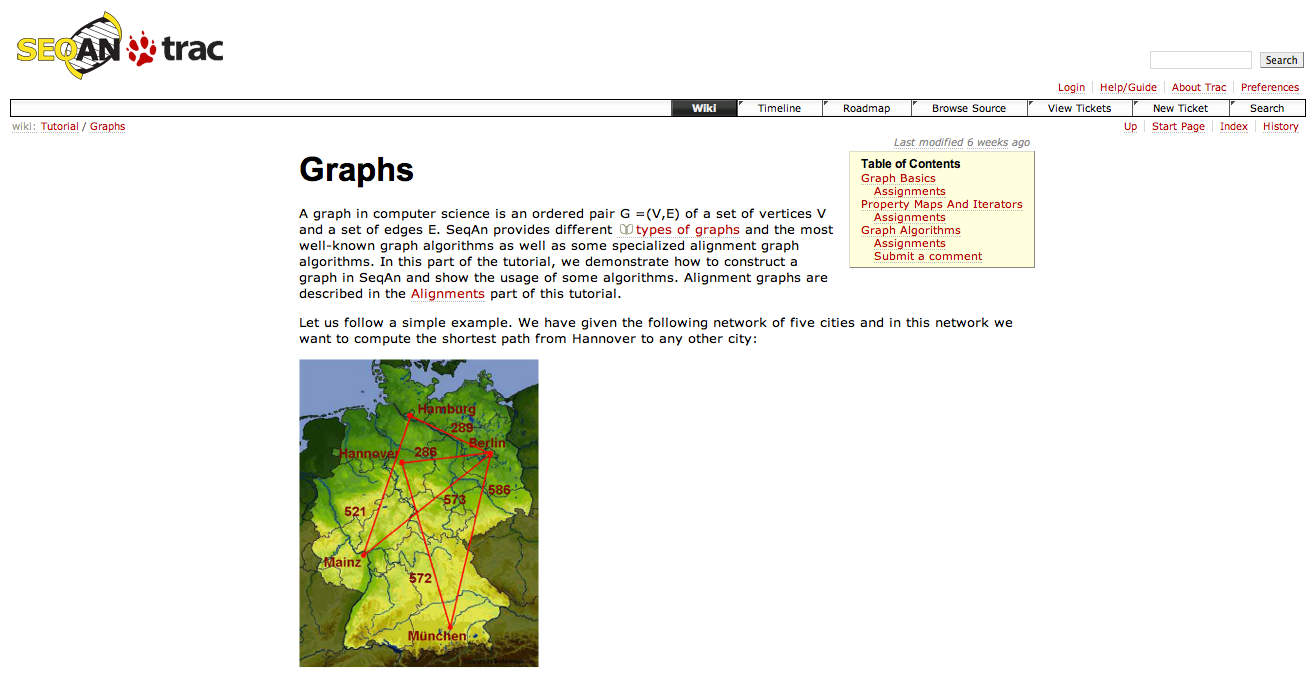 SEQAN trac
Search
Login Help/Guide About Trac Preferences
Wiki Timeline Roadmap Browse Source View Tickets New Ticket Search
wiki: Tutorial / Graphs
Up Start Page Index History
Last modified 6 weeks ago
Graphs
Table of Contents
Graph Basics
Assignments
Property Maps And Iterators
Assignments
Graph Algorithms
Assignments
Submit a comment
A graph in computer science is an ordered pair G =(V,E) of a set of vertices V
and a set of edges E. SeqAn provides different types of graphs and the most
well-known graph algorithms as well as some specialized alignment graph
algorithms. In this part of the tutorial, we demonstrate how to construct a
graph in SeqAn and show the usage of some algorithms. Alignment graphs are
described in the Alignments part of this tutorial.
Let us follow a simple example. We have given the following network of five cities and in this network we
want to compute the shortest path from Hannover to any other city:
Hamburg
289
Berlin
Hannover 286
586
573
521
Mainz
572
München